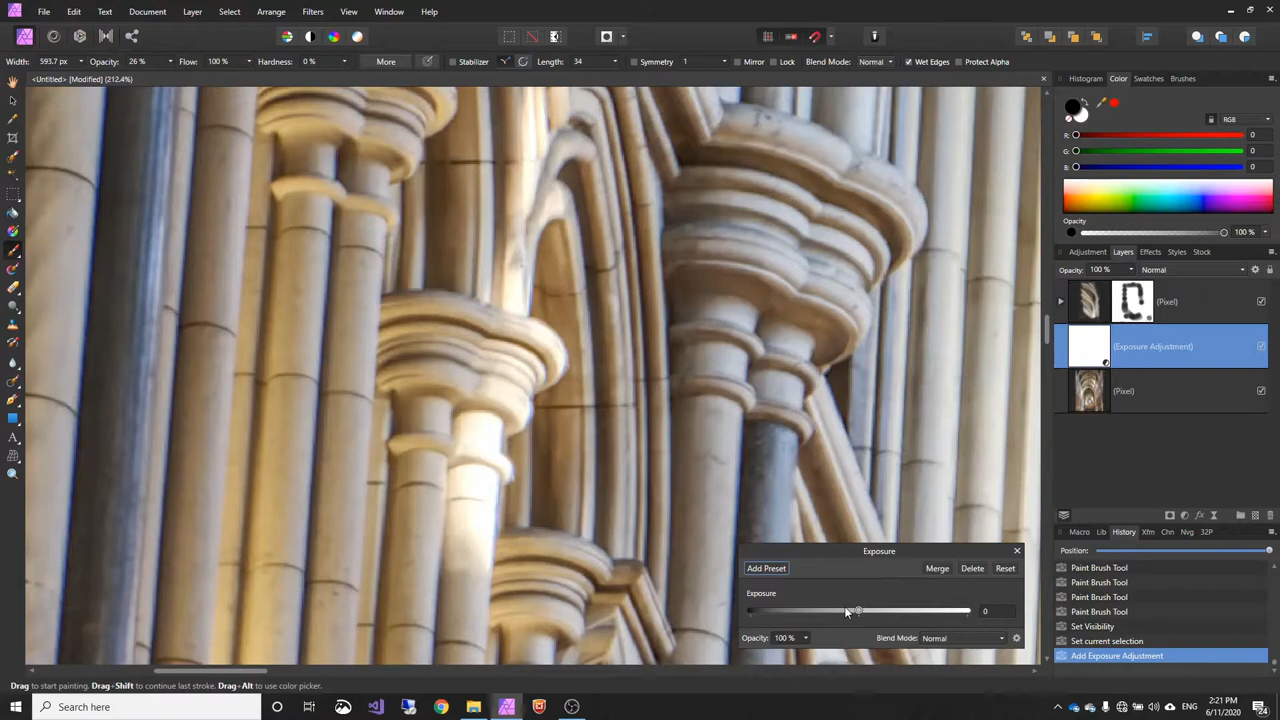 File Edit Text Document Layer Select Arrange Filters View Window Help
Width: 593.7 px Opacity: 26 % Flow: 100 % Hardness: 0 % More Stabilizer Length: 34 Symmetry 1 Mirror Lock Blend Mode: Normal Wet Edges Protect Alpha
<Untitled> [Modified] (212.4%)
Histogram Color Swatches Brushes
RGB
R: 0
G: 0
B: 0
Opacity
100 %
Adjustment Layers Effects Styles Stock
Opacity: 100 % Normal
(Pixel)
(Exposure Adjustment)
(Pixel)
Macro Lib History Xfm Chn Nvg 32P
Position:
Paint Brush Tool
Paint Brush Tool
Paint Brush Tool
Paint Brush Tool
Set Visibility
Set current selection
Add Exposure Adjustment
Exposure
Add Preset Merge Delete Reset
Exposure
0
Opacity: 100 % Blend Mode: Normal
Drag to start painting. Drag+Shift to continue last stroke. Drag+Alt to use color picker.
Search here
ENG
2:21 PM
6/11/2020
24